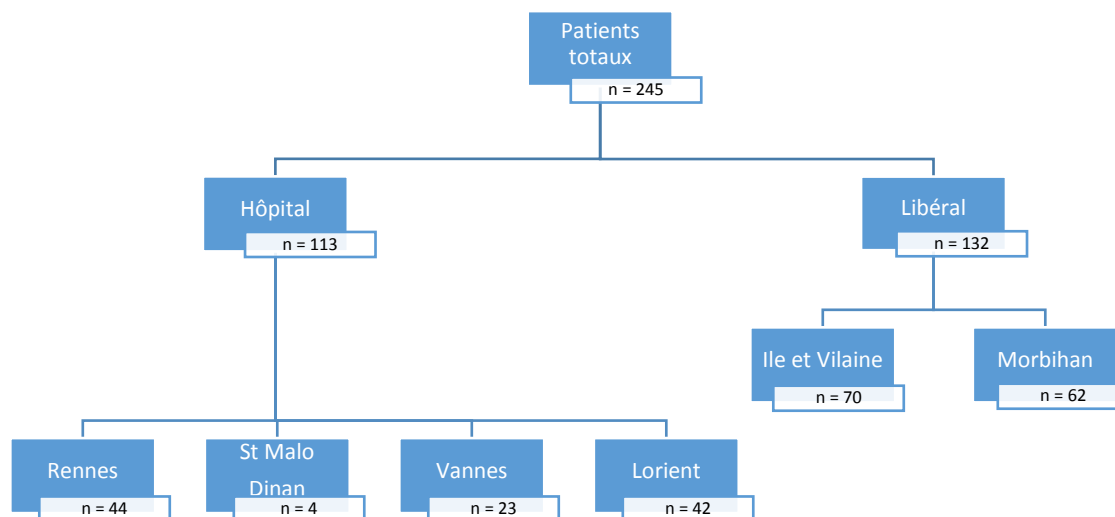 Patients
totaux
n = 245
Hôpital
n = 113
Libéral
n = 132
Ile et Vilaine
n = 70
Morbihan
n = 62
Rennes
n = 44
St Malo
Dinan
n = 4
Vannes
n = 23
Lorient
n = 42